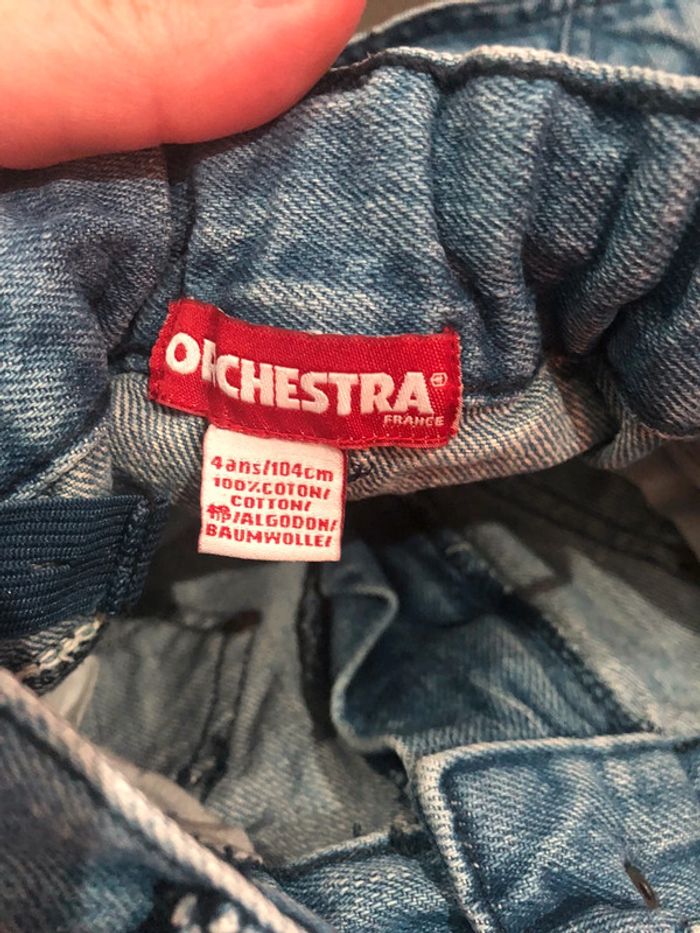 ORCHESTRA
FRANCE
4ans/104cm
100%COTON/
COTTON/
/ALGODON/
BAUMWOLLE/